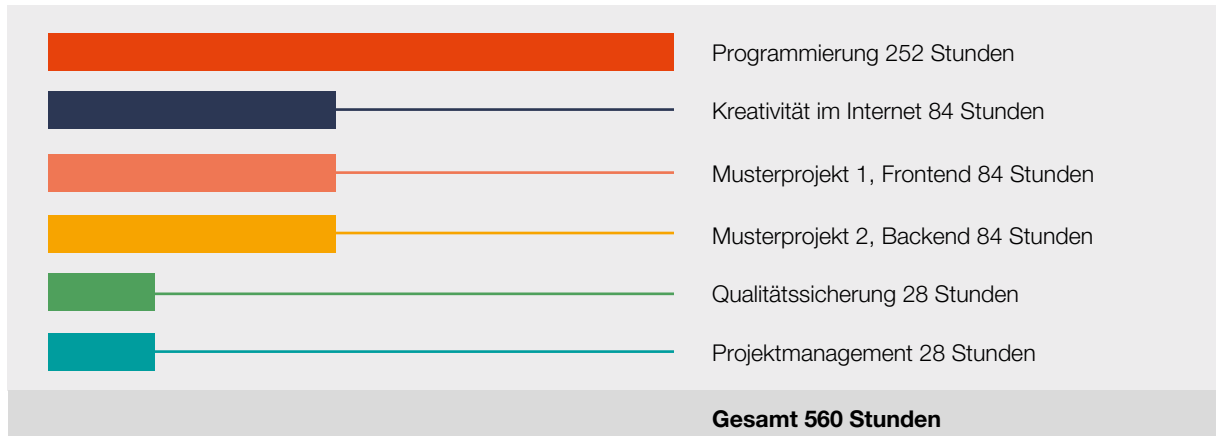 Programmierung 252 Stunden
Kreativität im Internet 84 Stunden
Musterprojekt 1, Frontend 84 Stunden
Musterprojekt 2, Backend 84 Stunden
Qualitätssicherung 28 Stunden
Projektmanagement 28 Stunden
Gesamt 560 Stunden